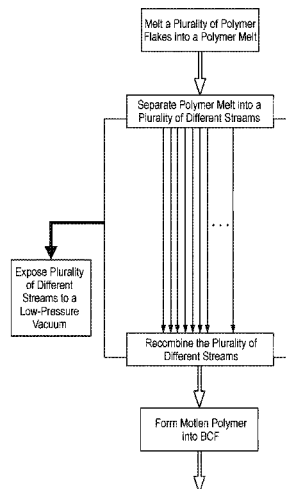 Melt a Plurality of Polymer
Flakes into a Polymer Melt
Separate Polymer Melt into a
Plurality of Different Streams
. . .
Expose Plurality
of Different
Streams to a
Low-Pressure
Vacuum
Recombine the Plurality of
Different Streams
Form Molten Polymer
into BCF